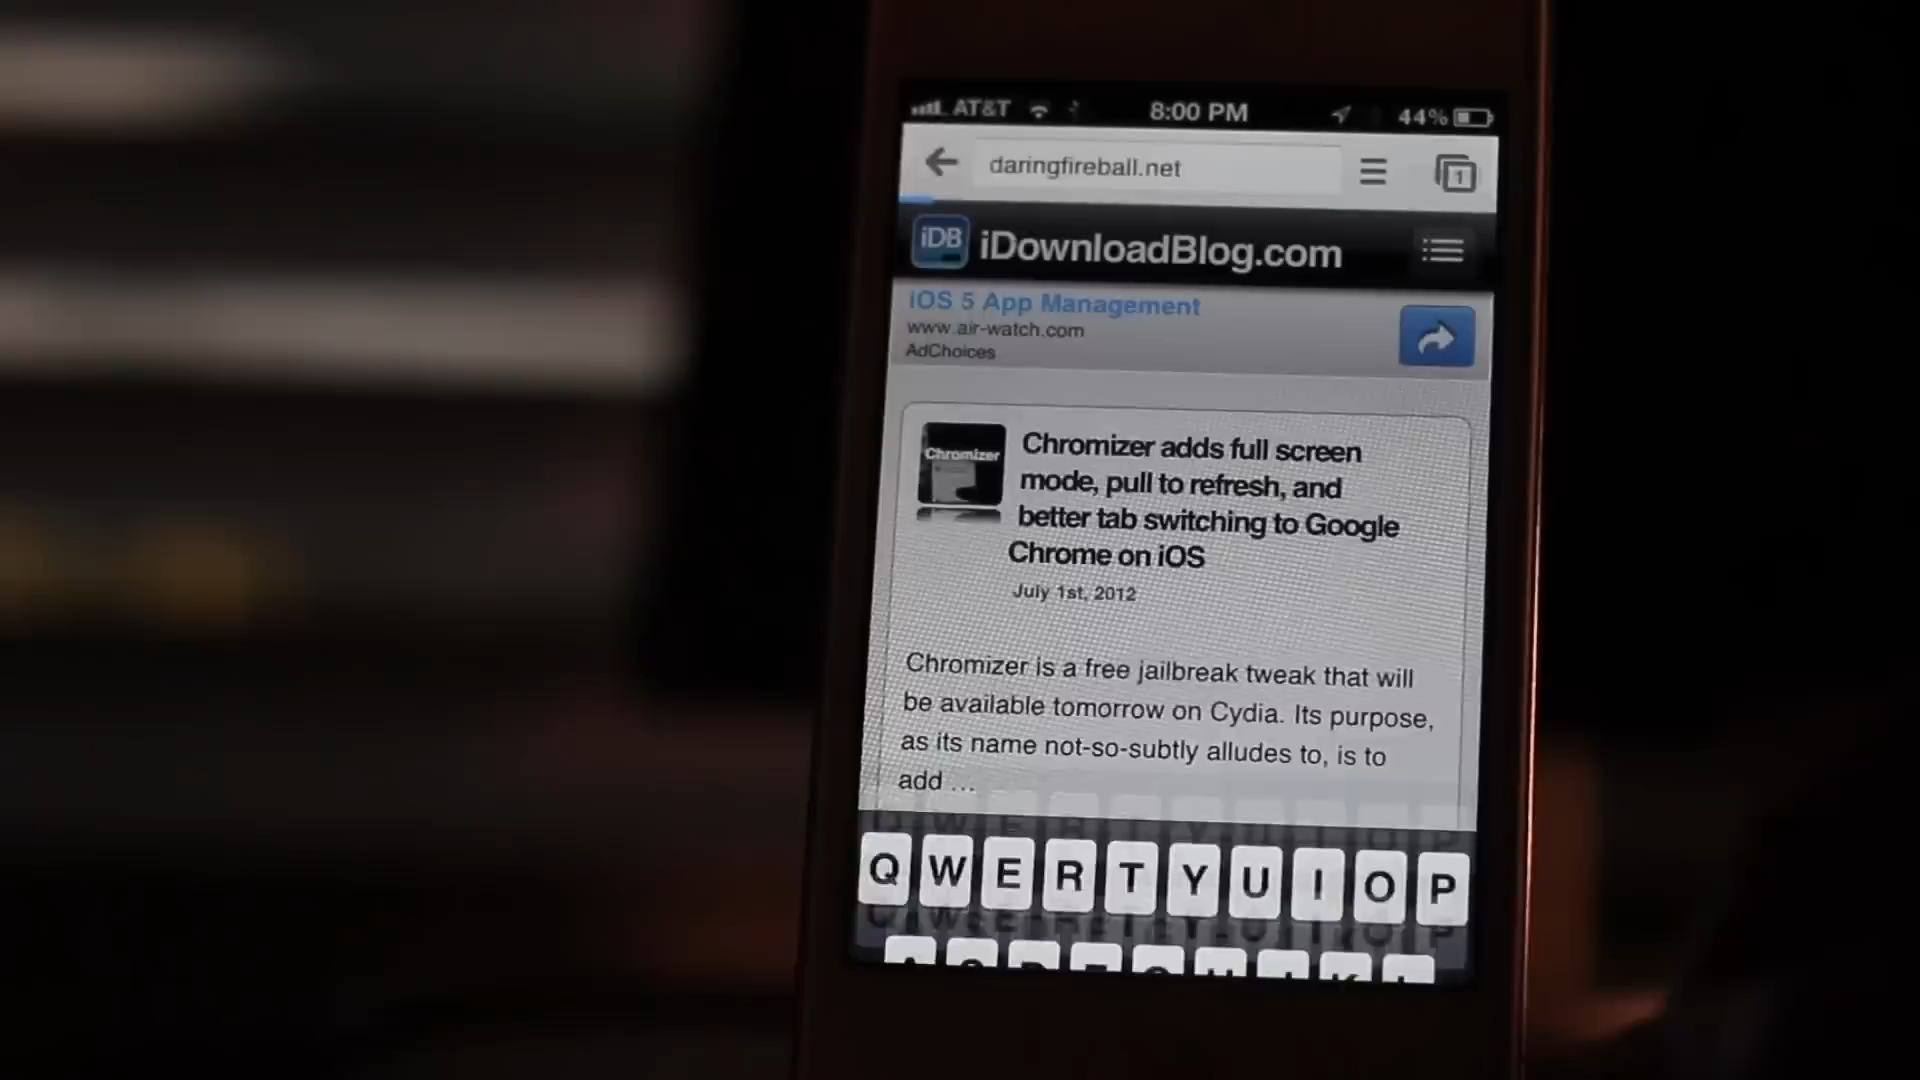 AT&T 8:00 PM 44%
daringfireball.net 1
iDB iDownloadBlog.com
iOS 5 App Management
www.air-watch.com
AdChoices
Chromizer
Chromizer adds full screen
mode, pull to refresh, and
better tab switching to Google
Chrome on iOS
July 1st, 2012
Chromizer is a free jailbreak tweak that will
be available tomorrow on Cydia. Its purpose,
as its name not-so-subtly alludes to, is to
add ...
Q W E R T Y U I O P